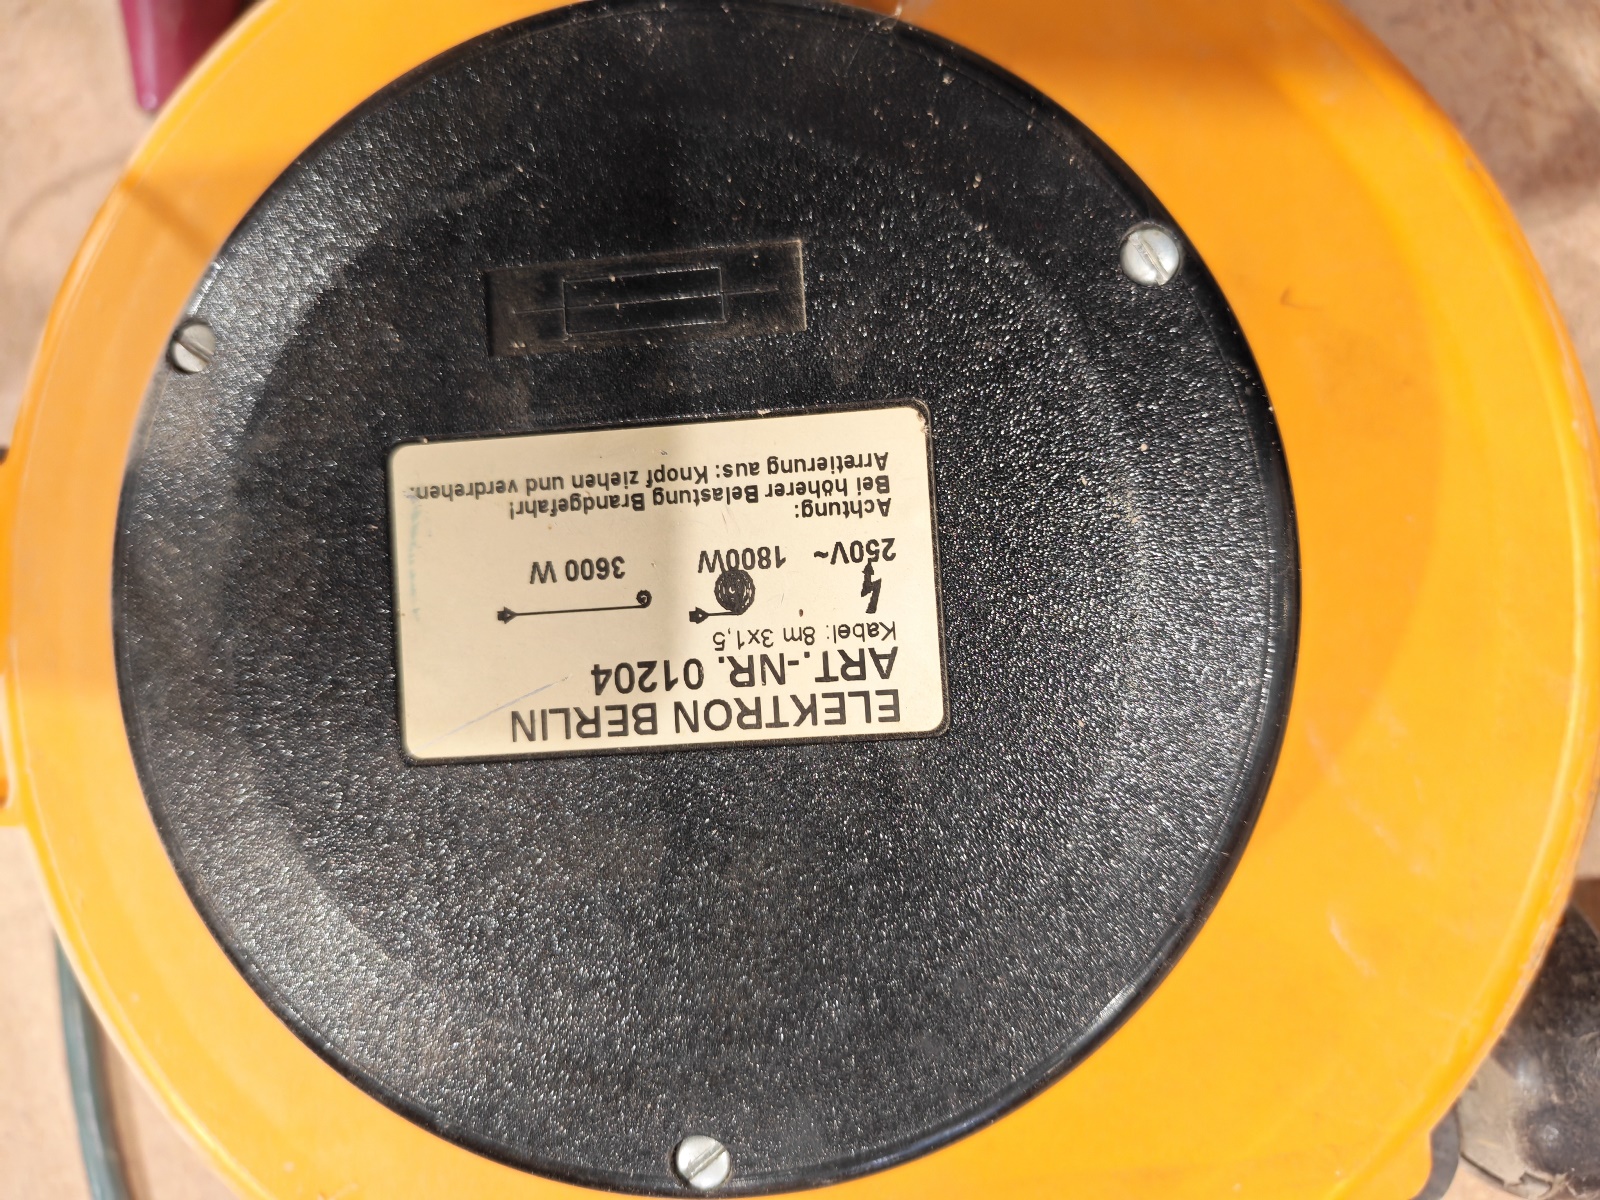 ELEKTRON BERLIN
ART.-NR. 01204
Kabel: 8m 3x1,5
250V~ 1800W 3600 W
Achtung:
Bei höherer Belastung Brandgefahr!
Arretierung aus: Knopf ziehen und verdrehen.